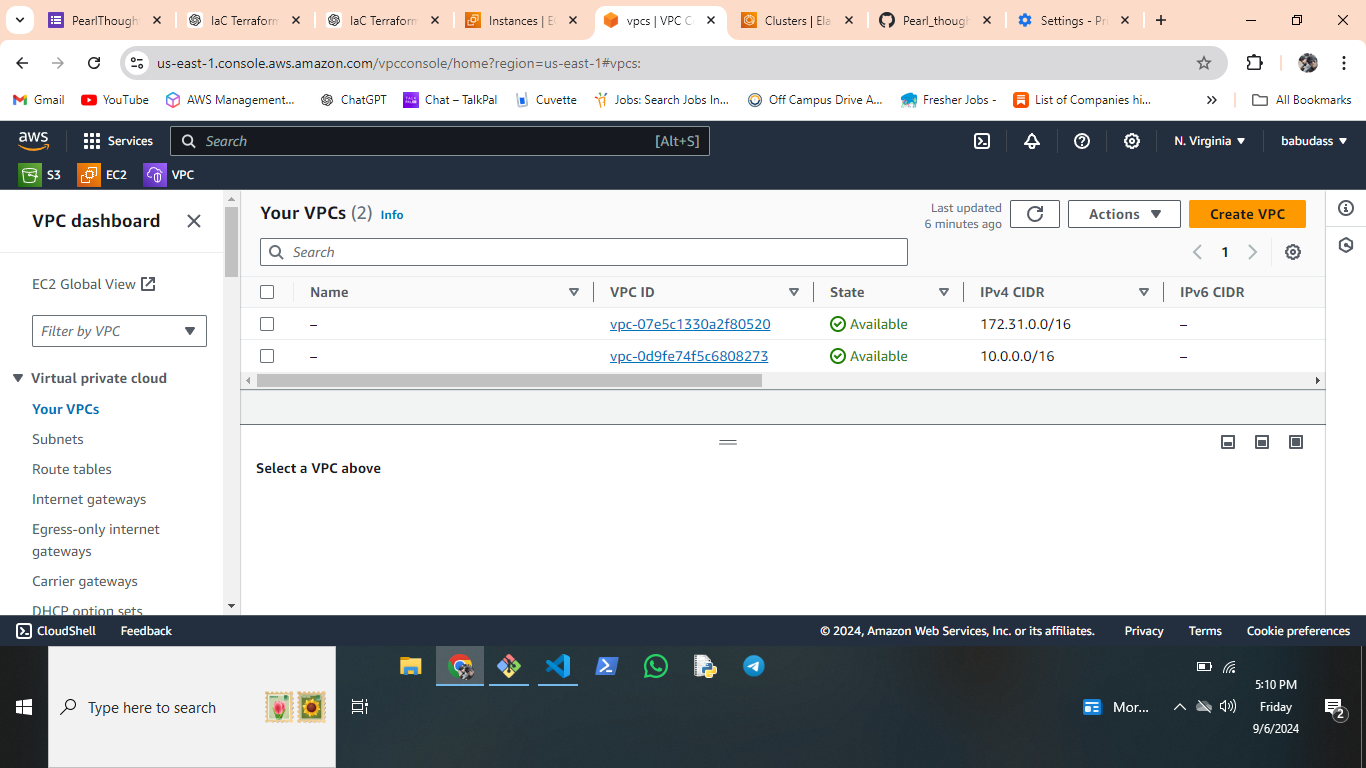 PearlThough
IaC Terraform
IaC Terraform
Instances | E
vpcs | VPC C
Clusters | Ela
Pearl_though
Settings - Pri
us-east-1.console.aws.amazon.com/vpcconsole/home?region=us-east-1#vpcs:
Gmail
YouTube
AWS Management...
ChatGPT
Chat – TalkPal
Cuvette
Jobs: Search Jobs In...
Off Campus Drive A...
Fresher Jobs -
List of Companies hi...
All Bookmarks
aws
Services
Search
[Alt+S]
N. Virginia
babudass
S3
EC2
VPC
VPC dashboard
EC2 Global View
Filter by VPC
Virtual private cloud
Your VPCs
Subnets
Route tables
Internet gateways
Egress-only internet
gateways
Carrier gateways
DHCP option sets
Your VPCs (2) Info
Last updated
6 minutes ago
Actions
Create VPC
Search
1
Name
VPC ID
State
IPv4 CIDR
IPv6 CIDR
– vpc-07e5c1330a2f80520 Available 172.31.0.0/16 –
– vpc-0d9fe74f5c6808273 Available 10.0.0.0/16 –
Select a VPC above
CloudShell
Feedback
© 2024, Amazon Web Services, Inc. or its affiliates.
Privacy
Terms
Cookie preferences
Type here to search
Mor...
5:10 PM
Friday
9/6/2024
2